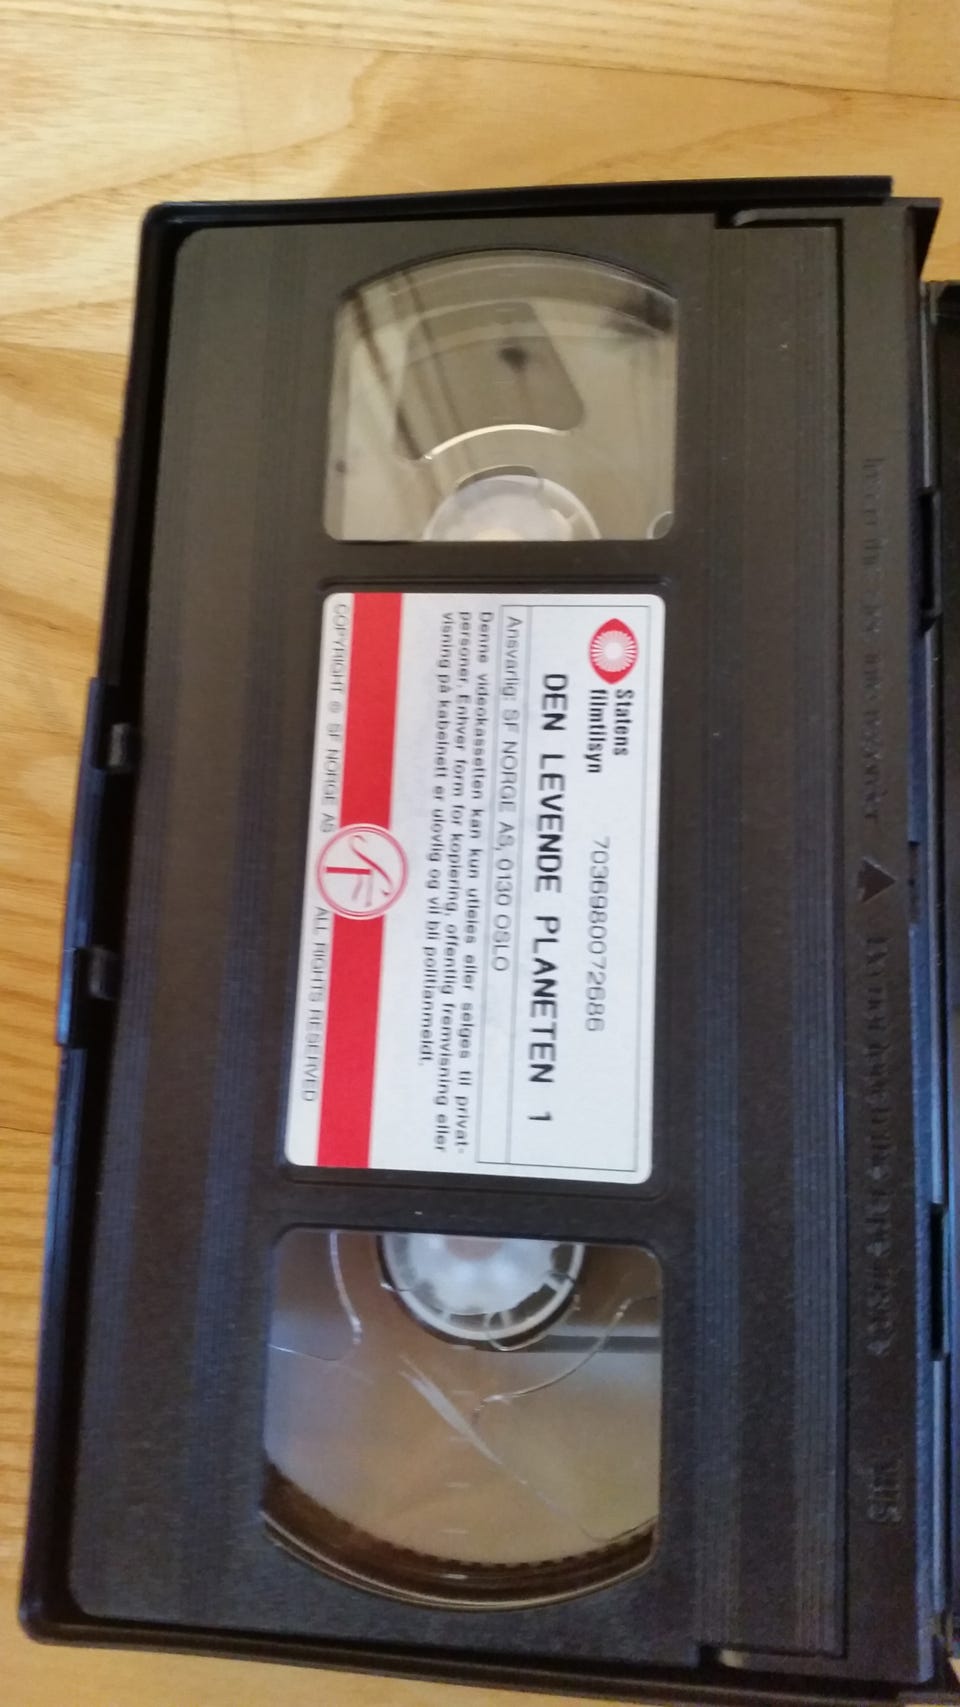 Statens
filmtilsyn
7036980072686
DEN LEVENDE PLANETEN 1
Ansvarlig: SF NORGE AS, 0130 OSLO
Denne videokassetten kan kun utleies eller selges til privat-
personer. Enhver form for kopiering, offentlig fremvisning eller
visning på kabelnett er ulovlig og vil bli politianmeldt.
COPYRIGHT © SF NORGE AS
SF
ALL RIGHTS RESERVED